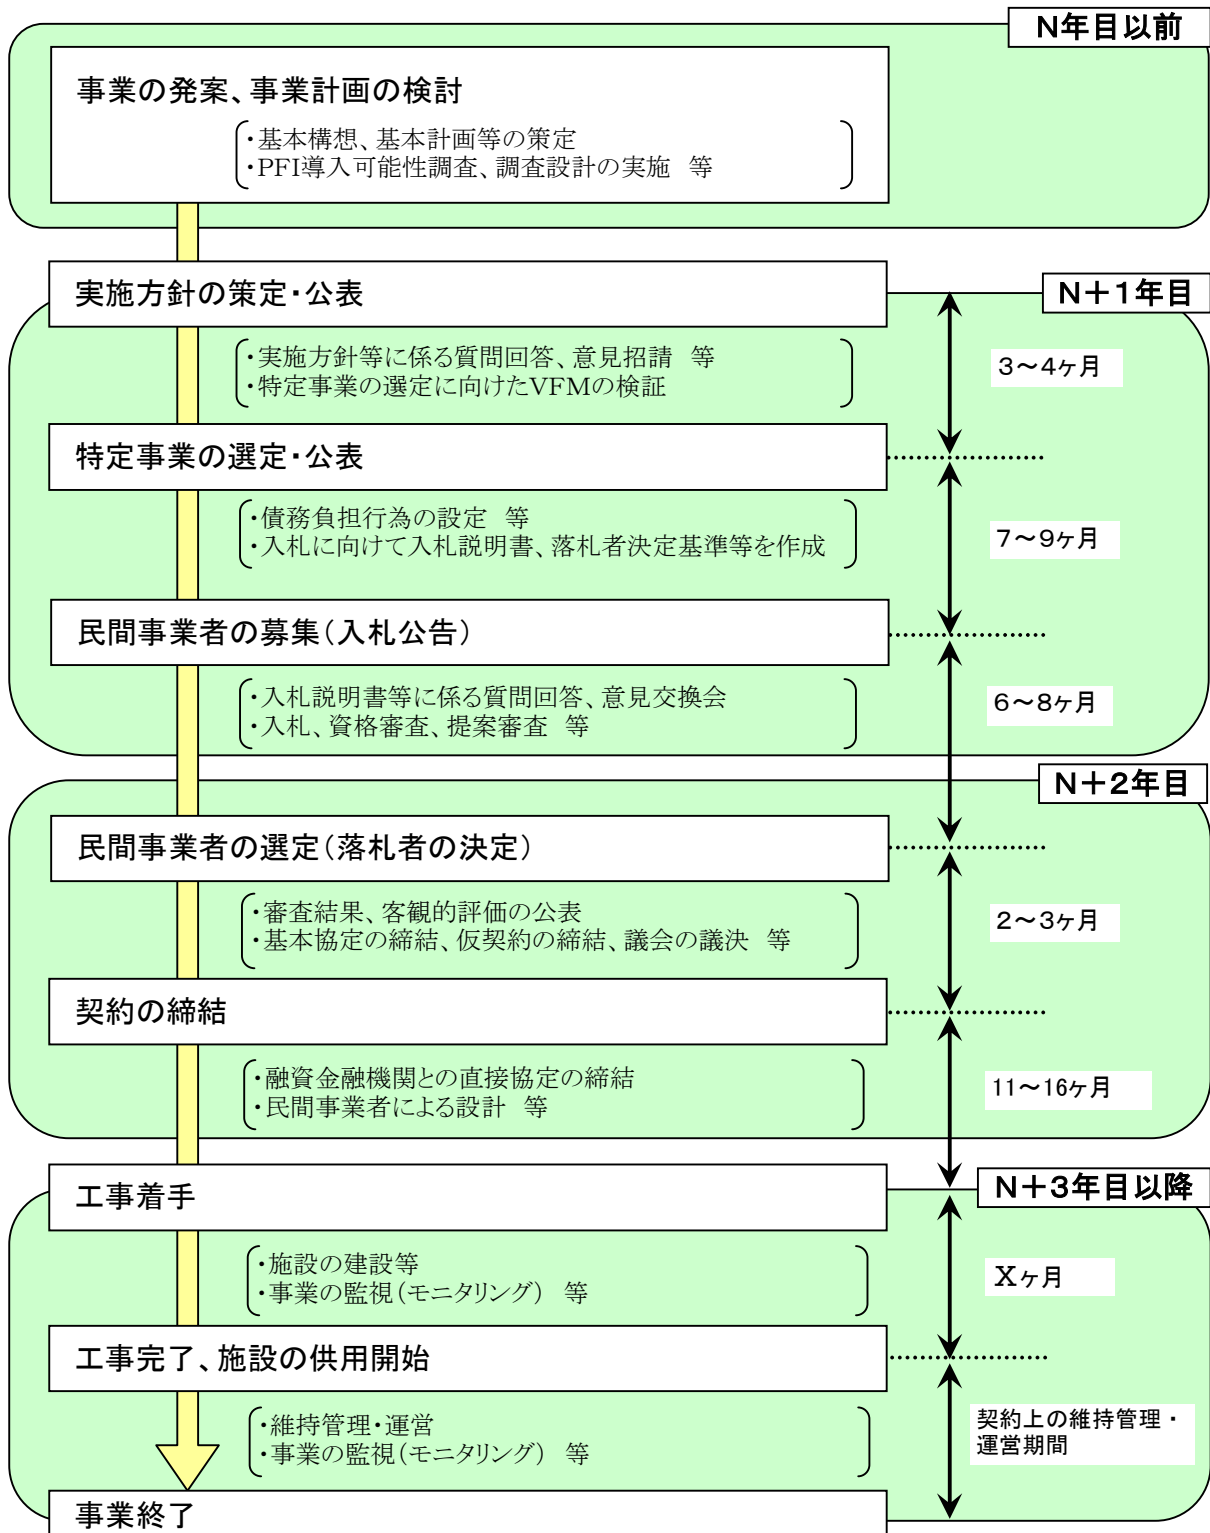 N年目以前
事業の発案、事業計画の検討
・基本構想、基本計画等の策定
・PFI導入可能性調査、調査設計の実施　等
実施方針の策定・公表
N＋１年目
・実施方針等に係る質問回答、意見招請　等
・特定事業の選定に向けたVFMの検証
３～４ヶ月
特定事業の選定・公表
・債務負担行為の設定　等
・入札に向けて入札説明書、落札者決定基準等を作成
７～９ヶ月
民間事業者の募集（入札公告）
・入札説明書等に係る質問回答、意見交換会
・入札、資格審査、提案審査　等
６～８ヶ月
N＋２年目
民間事業者の選定（落札者の決定）
・審査結果、客観的評価の公表
・基本協定の締結、仮契約の締結、議会の議決　等
２～３ヶ月
契約の締結
・融資金融機関との直接協定の締結
・民間事業者による設計　等
11～16ヶ月
工事着手
N＋３年目以降
・施設の建設等
・事業の監視（モニタリング）　等
Xヶ月
工事完了、施設の供用開始
・維持管理・運営
・事業の監視（モニタリング）　等
契約上の維持管理・
運営期間
事業終了